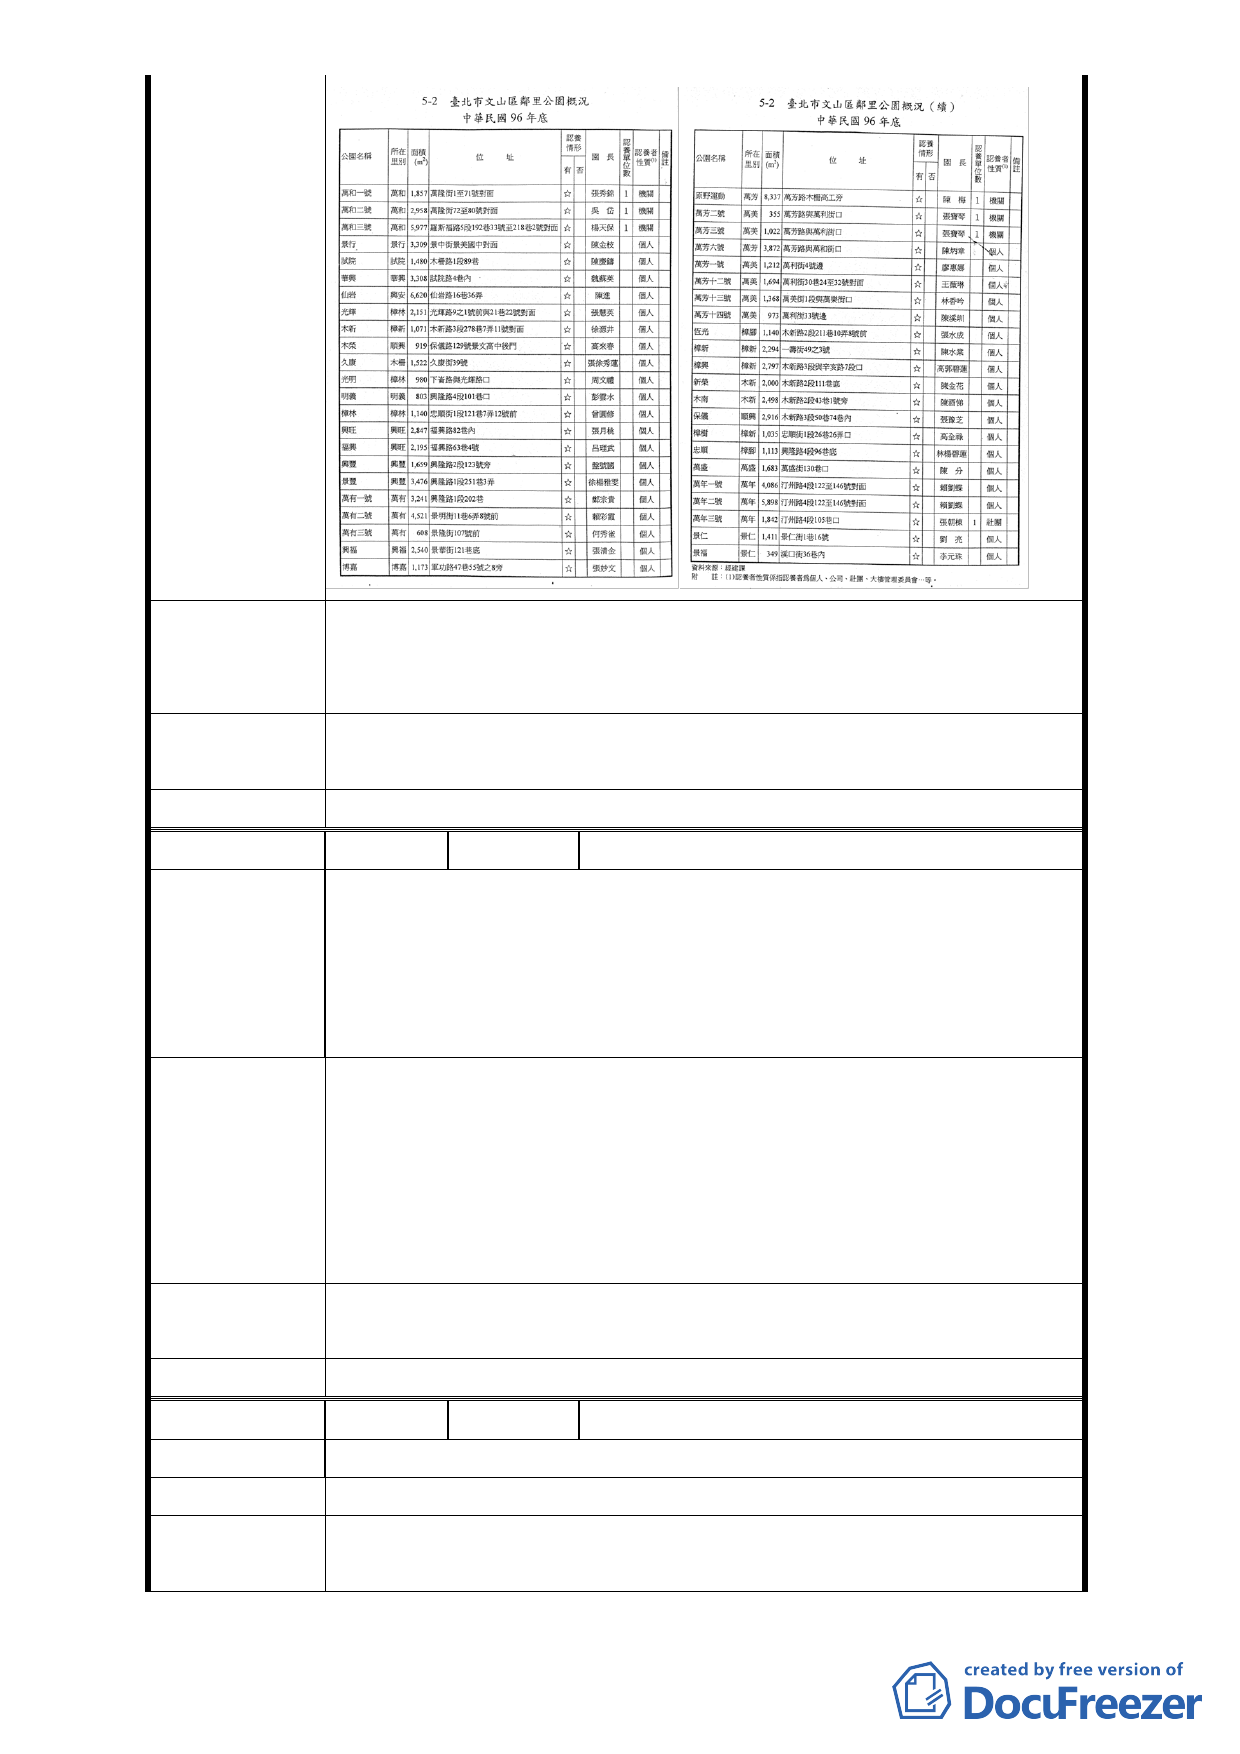 5-2 臺北市文山區鄰里公園概況
中華民國 96 年底
公園名稱 所在里別 面積(m²) 位 址 認養情形 有 否 園 長 認養單位數 認養者性質⁽¹⁾ 備註
萬和一號 萬和 1,857 萬隆街1至71號對面 ☆ 張秀錦 1 機關
萬和二號 萬和 2,958 萬隆街72至80號對面 ☆ 吳 岱 1 機關
萬和三號 萬和 5,977 羅斯福路5段192巷33號至218巷2號對面 ☆ 楊天保 1 機關
景行 景行 3,309 景中街景美國中對面 ☆ 陳金枝 個人
試院 試院 1,480 木柵路1段89巷 ☆ 陳慶鑄 個人
華興 華興 3,308 試院路4巷內 ☆ 魏蘇英 個人
仙岩 興安 6,620 仙岩路16巷36弄 ☆ 陳進 個人
光輝 樟林 2,151 光輝路9之1號前與21巷22號對面 ☆ 張慧英 個人
木新 樟新 1,071 木新路3段278巷7弄11號對面 ☆ 徐源井 個人
木榮 順興 919 保儀路129號景文高中後門 ☆ 高來春 個人
久康 木柵 1,522 久康街39號 ☆ 張徐秀蓮 個人
光明 樟林 980 下崙路與光輝路口 ☆ 周文禮 個人
明義 明義 803 興隆路4段101巷口 ☆ 彭雲水 個人
樟林 樟林 1,140 忠順街1段121巷7弄12號前 ☆ 曾園修 個人
興旺 興旺 2,847 福興路82巷內 ☆ 張月桃 個人
福興 興旺 2,195 福興路63巷4號 ☆ 呂理武 個人
興豐 興豐 1,659 興隆路2段123號旁 ☆ 個人
景豐 興豐 3,476 興隆路1段251巷3弄 ☆ 徐楊雅雯 個人
萬有一號 萬有 3,241 興隆路1段202巷 ☆ 鄭宗貴 個人
萬有二號 萬有 4,521 景明街11巷6弄8號前 ☆ 賴彩霞 個人
萬有三號 萬有 608 景隆街107號前 ☆ 何秀雀 個人
興福 興福 2,540 景華街121巷底 ☆ 張清金 個人
博嘉 博嘉 1,173 軍功路47巷55號之8旁 ☆ 張妙文 個人
5-2 臺北市文山區鄰里公園概況（續）
中華民國 96 年底
公園名稱 所在里別 面積(m²) 位 址 認養情形 有 否 園 長 認養單位數 認養者性質⁽¹⁾ 備註
萬芳 8,337 萬芳路木柵高工旁 ☆ 陳 梅 1 機關
萬芳二號 萬美 355 萬芳路與萬利街口 ☆ 張寶琴 1 機關
萬芳三號 萬美 1,022 萬芳路與萬利街口 ☆ 張寶琴 1 機關
萬芳六號 萬芳 3,872 萬芳路與萬和街口 ☆ 陳炳章 個人
萬芳一號 萬美 1,212 萬利街4號邊 ☆ 廖惠娜 個人
萬芳十二號 萬美 1,694 萬利街30巷24至32號對面 ☆ 王薇琳 個人
萬芳十三號 萬美 1,368 萬美街1段與萬樂街口 ☆ 林香吟 個人
萬芳十四號 萬美 973 萬利街33號邊 ☆ 個人
恆光 樟腳 1,140 木新路2段211巷10弄8號前 ☆ 張水成 個人
樟新 樟新 2,294 一壽街49之3號 ☆ 陳水業 個人
樟興 樟新 2,797 木新路3段與辛亥路7段口 ☆ 高郭碧蓮 個人
新榮 木新 2,000 木新路2段111巷底 ☆ 陳金花 個人
木南 木新 2,498 木新路2段43巷1號旁 ☆ 個人
保儀 順興 2,916 木新路3段50巷74巷內 ☆ 個人
樟樹 樟新 1,035 忠順街1段26巷26弄口 ☆ 高金錄 個人
忠順 樟腳 1,113 興隆路4段96巷底 ☆ 林楊碧蓮 個人
萬盛 萬盛 1,683 萬盛街130巷口 ☆ 陳 分 個人
萬年一號 萬年 4,086 汀州路4段122至146號對面 ☆ 賴劉蝶 個人
萬年二號 萬年 5,898 汀州路4段122至146號對面 ☆ 賴劉蝶 個人
萬年三號 萬年 1,842 汀州路4段105巷口 ☆ 張朝棟 1 社團
景仁 景仁 1,411 景仁街1巷16號 ☆ 劉 亮 個人
景福 景仁 349 溪口街36巷內 ☆ 李元珠 個人
資料來源：經建課
附 註：(1)認養者性質係指認養者為個人、公司、社團、大樓管理委員會…等。
created by free version of
DocuFreezer